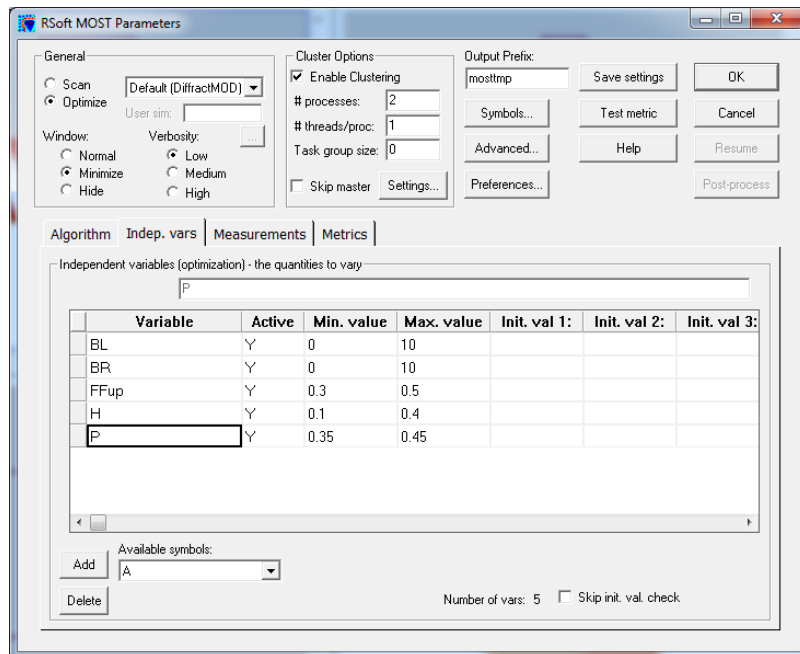 RSoft MOST Parameters
General
Scan
Optimize
Default (DiffractMOD)
User sim:
Window:
Normal
Minimize
Hide
Verbosity:
...
Low
Medium
High
Cluster Options
Enable Clustering
# processes: 2
# threads/proc: 1
Task group size: 0
Skip master Settings...
Output Prefix:
mosttmp
Symbols...
Advanced...
Preferences...
Save settings
Test metric
Help
OK
Cancel
Resume
Post-process
Algorithm Indep. vars Measurements Metrics
Independent variables (optimization) - the quantities to vary
P
Variable Active Min. value Max. value Init. val 1: Init. val 2: Init. val 3:
BL Y 0 10
BR Y 0 10
FFup Y 0.3 0.5
H Y 0.1 0.4
P Y 0.35 0.45
Add
Available symbols:
A
Delete
Number of vars: 5 Skip init. val. check